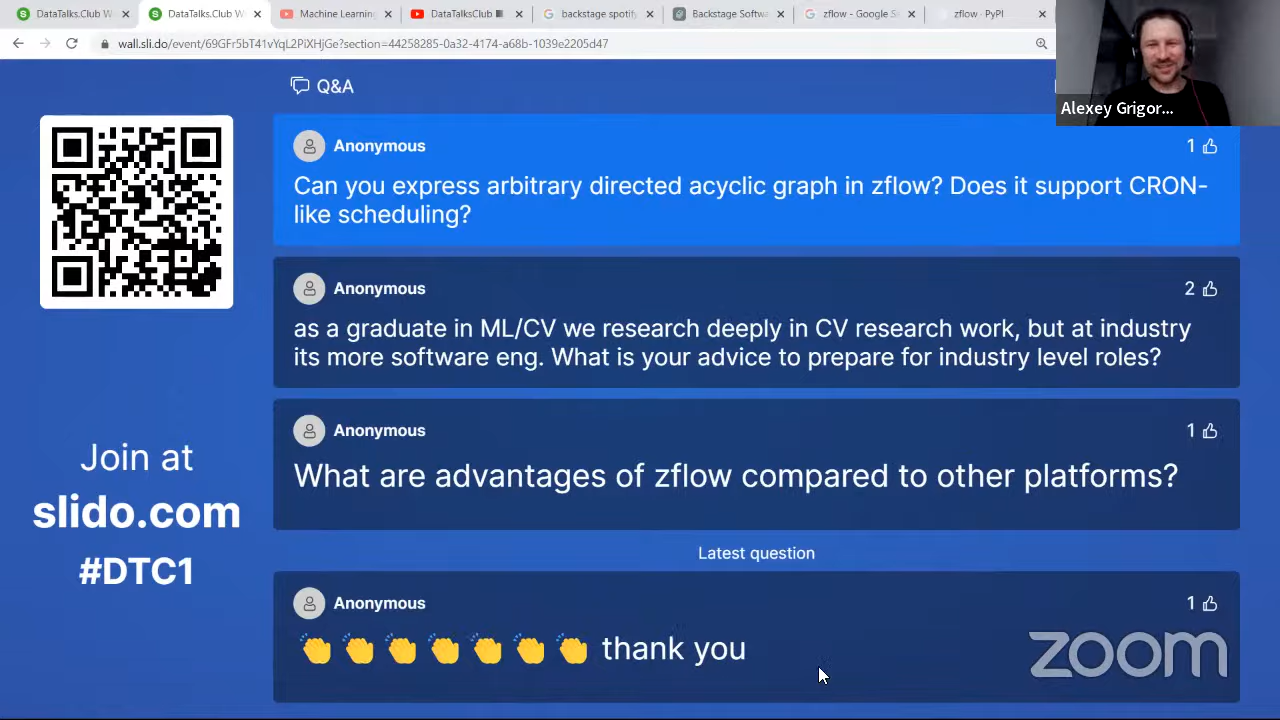 DataTalks.Club W
DataTalks.Club W
Machine Learning
DataTalksClub
backstage spotify
Backstage Softwa
zflow - Google Se
zflow · PyPI
wall.sli.do/event/69GFr5bT41vYqL2PiXHjGe?section=44258285-0a33-4174-a68b-1039e2205d47
Q&A
Alexey Grigor...
Anonymous
1
Can you express arbitrary directed acyclic graph in zflow? Does it support CRON-
like scheduling?
Anonymous
2
as a graduate in ML/CV we research deeply in CV research work, but at industry
its more software eng. What is your advice to prepare for industry level roles?
Anonymous
1
What are advantages of zflow compared to other platforms?
Join at
slido.com
#DTC1
Latest question
Anonymous
1
👏 👏 👏 👏 👏 👏 👏 thank you
zoom